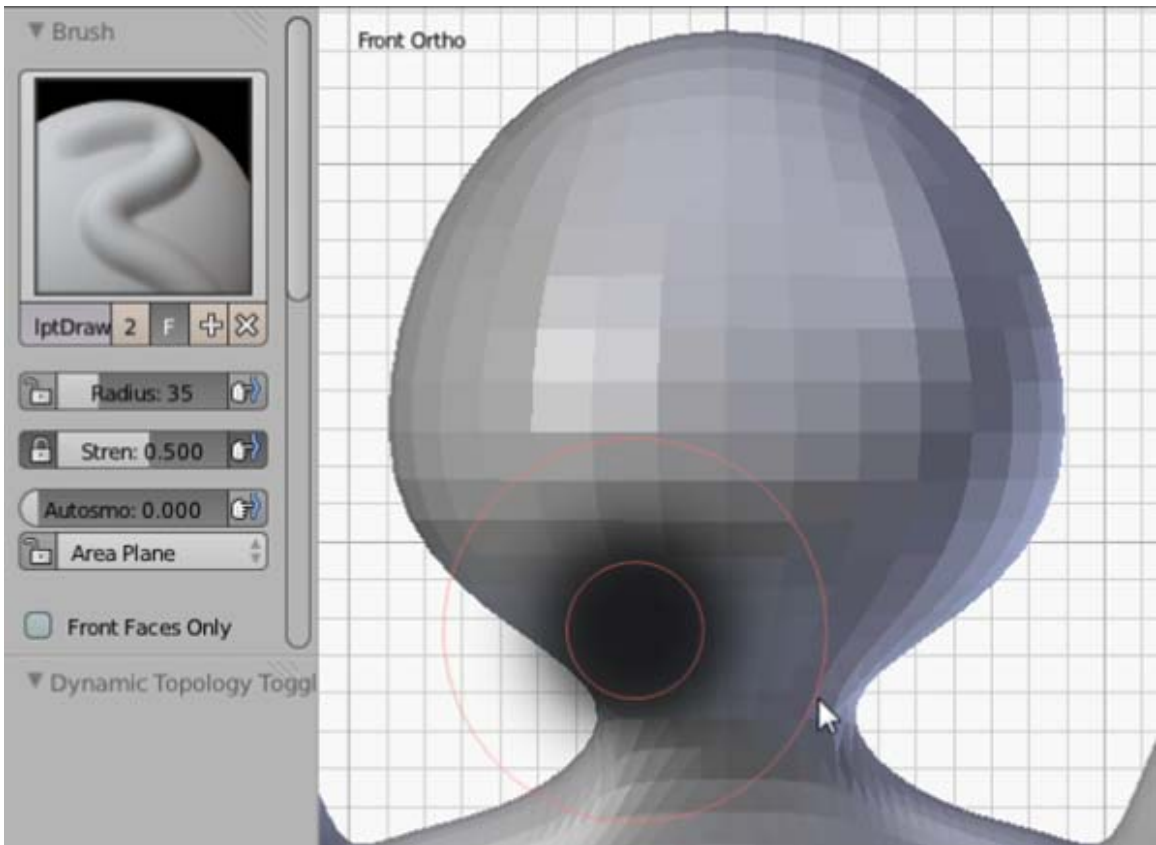 Brush
Front Ortho
lptDraw 2 F
Radius: 35
Stren: 0.500
Autosmo: 0.000
Area Plane
Front Faces Only
Dynamic Topology Toggl